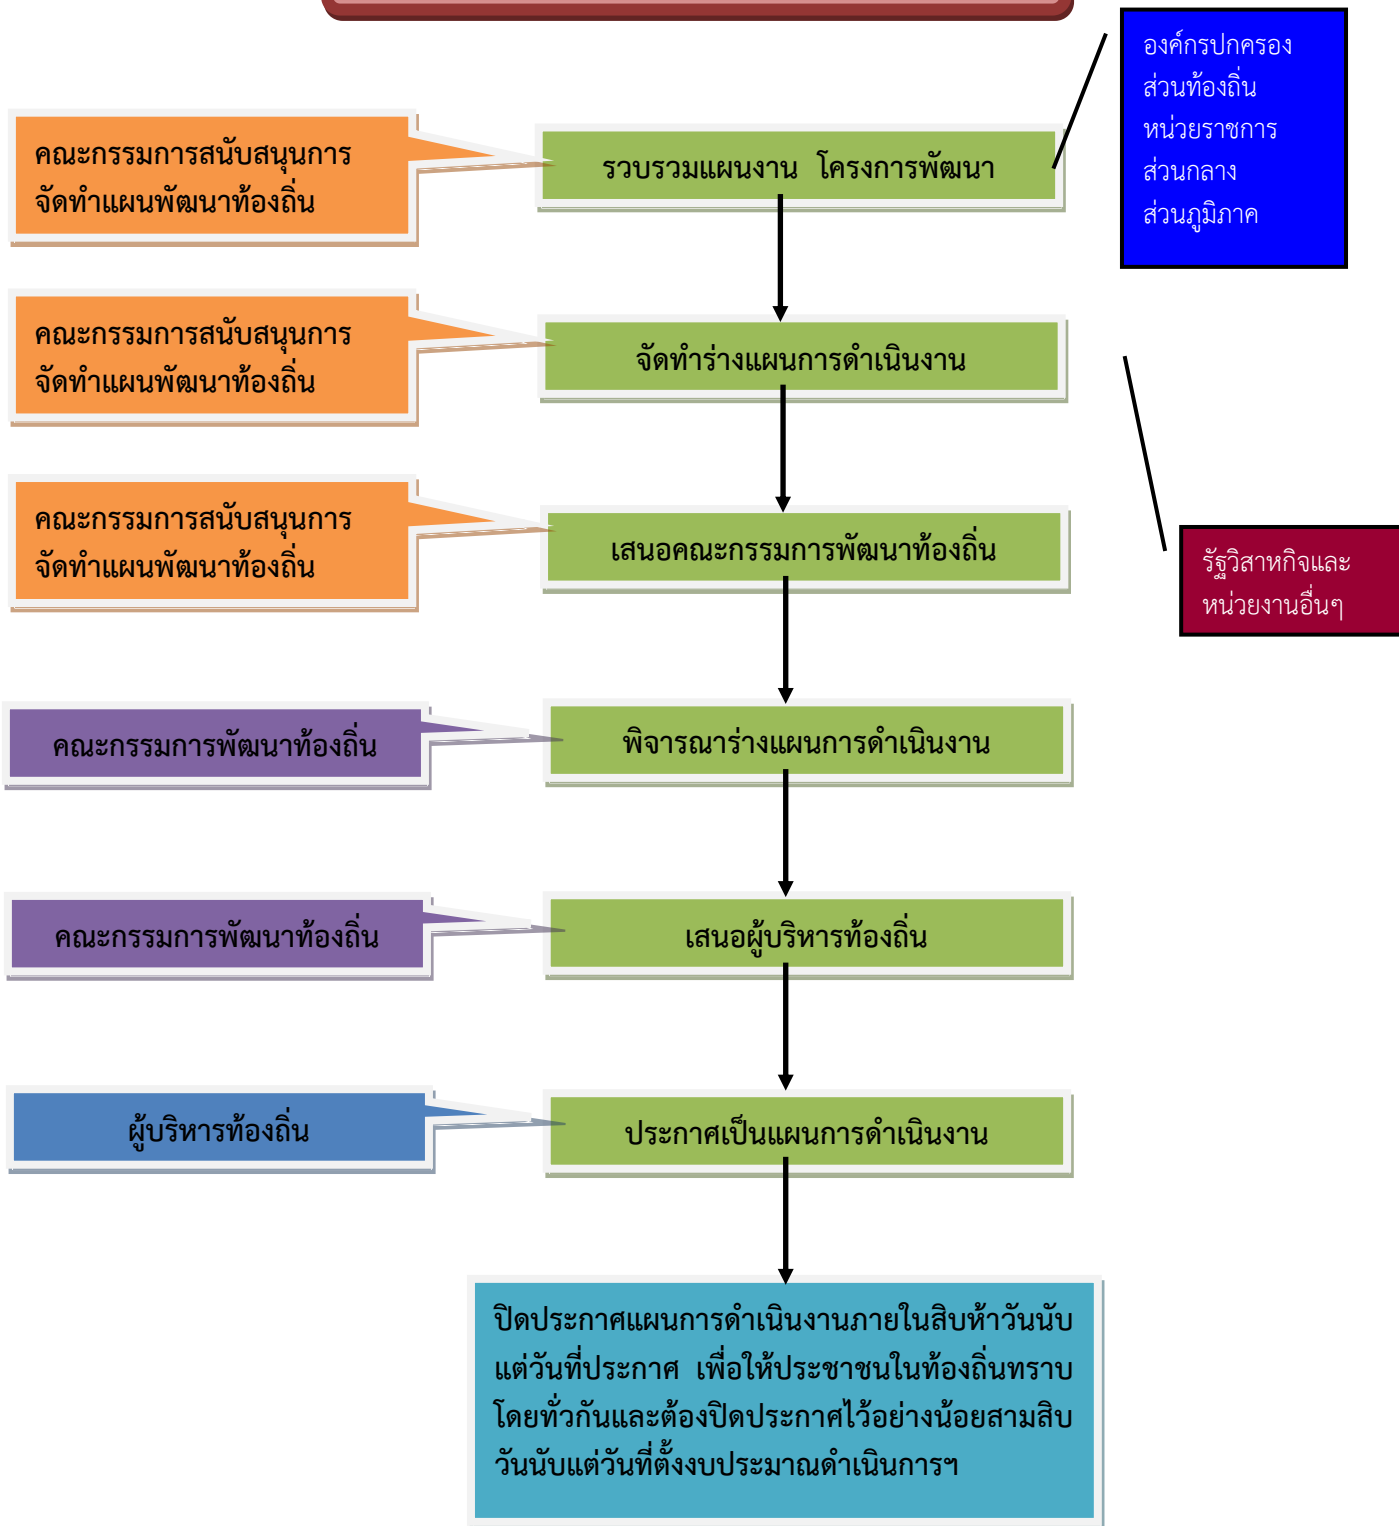 องค์กรปกครอง
ส่วนท้องถิ่น
หน่วยราชการ
ส่วนกลาง
ส่วนภูมิภาค
คณะกรรมการสนับสนุนการ
จัดทำแผนพัฒนาท้องถิ่น
รวบรวมแผนงาน โครงการพัฒนา
คณะกรรมการสนับสนุนการ
จัดทำแผนพัฒนาท้องถิ่น
จัดทำร่างแผนการดำเนินงาน
คณะกรรมการสนับสนุนการ
จัดทำแผนพัฒนาท้องถิ่น
เสนอคณะกรรมการพัฒนาท้องถิ่น
รัฐวิสาหกิจและ
หน่วยงานอื่นๆ
คณะกรรมการพัฒนาท้องถิ่น
พิจารณาร่างแผนการดำเนินงาน
คณะกรรมการพัฒนาท้องถิ่น
เสนอผู้บริหารท้องถิ่น
ผู้บริหารท้องถิ่น
ประกาศเป็นแผนการดำเนินงาน
ปิดประกาศแผนการดำเนินงานภายในสิบห้าวันนับ
แต่วันที่ประกาศ เพื่อให้ประชาชนในท้องถิ่นทราบ
โดยทั่วกันและต้องปิดประกาศไว้อย่างน้อยสามสิบ
วันนับแต่วันที่ตั้งงบประมาณดำเนินการฯ